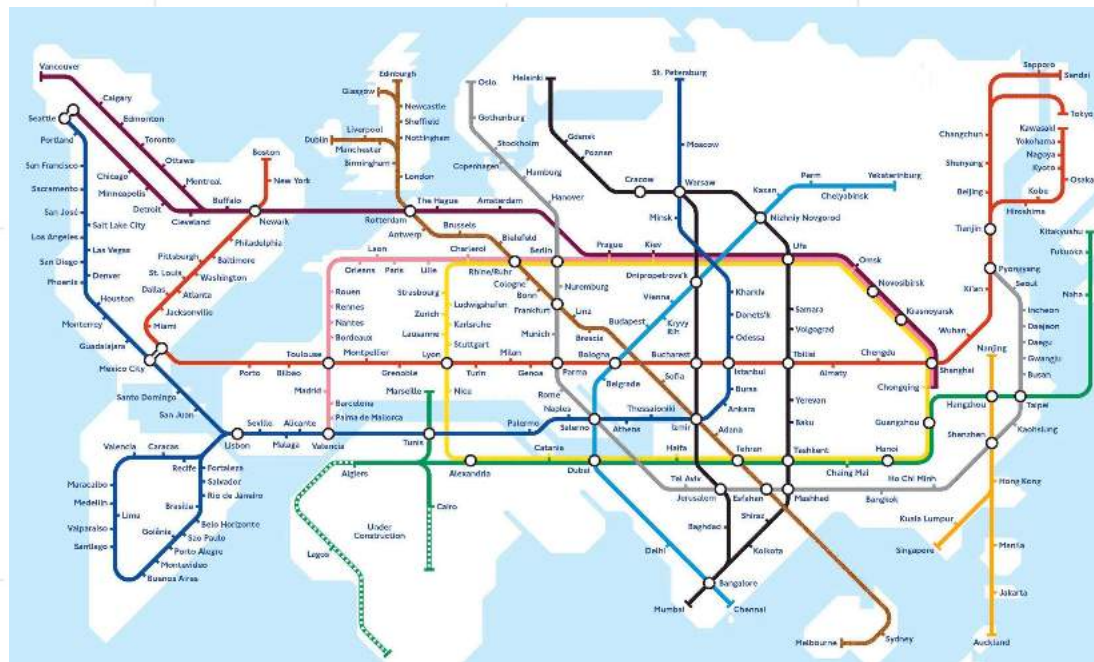 Vancouver
Calgary
Edmonton
Toronto
Ottawa
Montreal
Seattle
Portland
Chicago
Minneapolis
Detroit
Cleveland
Buffalo
San Francisco
Sacramento
San José
Salt Lake City
Los Angeles
Las Vegas
San Diego
Denver
Phoenix
Houston
Monterrey
Guadalajara
Mexico City
Santo Domingo
San Juan
Boston
New York
Newark
Philadelphia
Pittsburgh
Baltimore
St. Louis
Washington
Dallas
Atlanta
Jacksonville
Miami
Porto
Bilbao
Toulouse
Montpellier
Grenoble
Lyon
Turin
Milan
Genoa
Parma
Bologna
Bucharest
Istanbul
Tbilisi
Almaty
Chengdu
Shanghai
Wuhan
Xi'an
Tianjin
Beijing
Shenyang
Changchun
Sapporo
Sendai
Tokyo
Kawasaki
Yokohama
Nagoya
Kyoto
Osaka
Kobe
Hiroshima
Kitakyushu
Fukuoka
Naha
Edinburgh
Glasgow
Newcastle
Sheffield
Nottingham
Liverpool
Dublin
Manchester
Birmingham
London
Rotterdam
The Hague
Amsterdam
Antwerp
Brussels
Charleroi
Bielefeld
Rhine/Ruhr
Cologne
Bonn
Frankfurt
Linz
Brescia
Oslo
Gothenburg
Stockholm
Copenhagen
Hamburg
Hanover
Berlin
Nuremburg
Munich
Rome
Helsinki
Gdansk
Poznan
Cracow
Warsaw
St. Petersburg
Moscow
Minsk
Kazan
Perm
Yekaterinburg
Chelyabinsk
Nizhniy Novgorod
Prague
Kiev
Ufa
Omsk
Novosibirsk
Krasnoyarsk
Chongqing
Dnipropetrovs'k
Vienna
Budapest
Kryvy
Rih
Belgrade
Kharkiv
Donets'k
Odessa
Bursa
Ankara
Sofia
Samara
Volgograd
Yerevan
Baku
Laon
Orleans
Paris
Lille
Rouen
Rennes
Nantes
Bordeaux
Madrid
Barcelona
Palma de Mallorca
Valencia
Strasbourg
Ludwigshafen
Zurich
Karlsruhe
Lausanne
Stuttgart
Nice
Marseille
Lisbon
Seville
Malaga
Alicante
Tunis
Palermo
Naples
Salerno
Athens
Thessaloniki
Izmir
Adana
Catania
Alexandria
Dubai
Haifa
Tehran
Tashkent
Chaing Mai
Hanoi
Guangzhou
Hangzhou
Nanjing
Taipei
Kaohsiung
Shenzhen
Pyongyang
Seoul
Incheon
Daejeon
Daegu
Gwangju
Busan
Tel Aviv
Jerusalem
Esfahan
Mashhad
Bangkok
Ho Chi Minh
Hong Kong
Kuala Lumpur
Singapore
Manila
Jakarta
Auckland
Baghdad
Shiraz
Kolkota
Delhi
Bangalore
Mumbai
Chennai
Melbourne
Sydney
Algiers
Cairo
Lagos
Under
Construction
Valencia
Caracas
Recife
Fortaleza
Salvador
Rio de Janeiro
Maracaibo
Medellin
Lima
Valparaiso
Santiago
Brasilia
Belo Horizonte
Goiênia
Sao Paulo
Porto Alegre
Montevideo
Buenos Aires